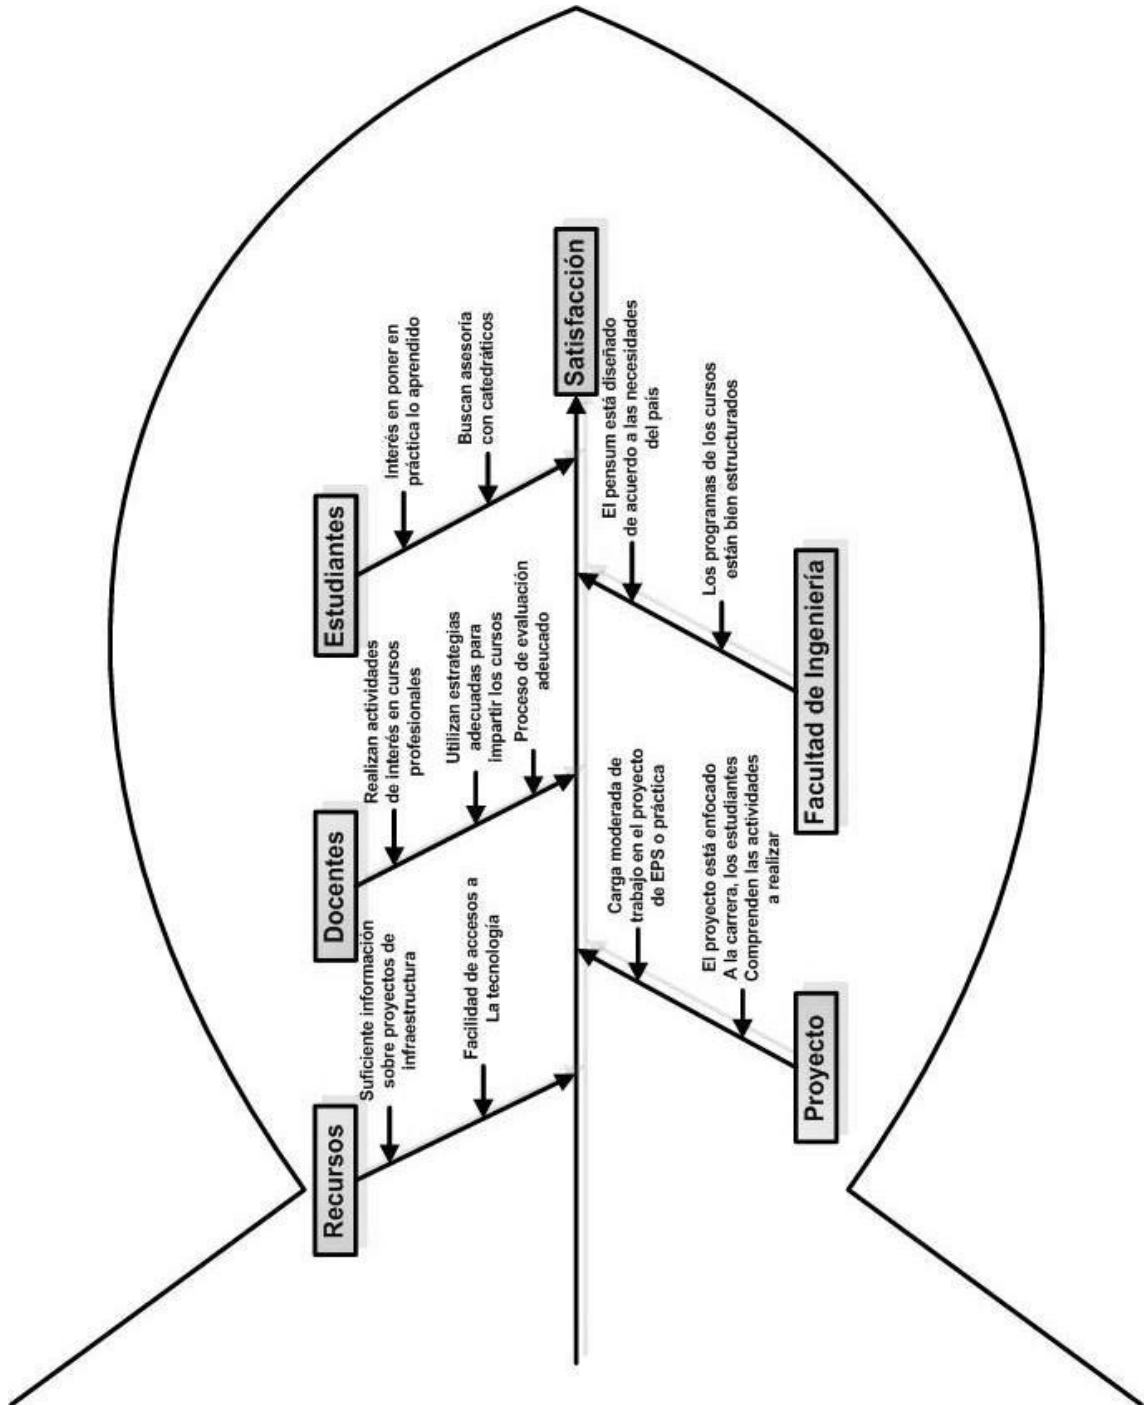 Recursos
Suficiente información
sobre proyectos de
infraestructura
Facilidad de accesos a
La tecnología
Docentes
Realizan actividades
de interés en cursos
profesionales
Utilizan estrategias
adecuadas para
impartir los cursos
Proceso de evaluación
adeucado
Estudiantes
Interés en poner en
práctica lo aprendido
Buscan asesoria
con catedráticos
Satisfacción
Carga moderada de
trabajo en el proyecto
de EPS o práctica
El proyecto está enfocado
A la carrera, los estudiantes
Comprenden las actividades
a realizar
Proyecto
El pensum está diseñado
de acuerdo a las necesidades
del país
Los programas de los cursos
están bien estructurados
Facultad de Ingeniería